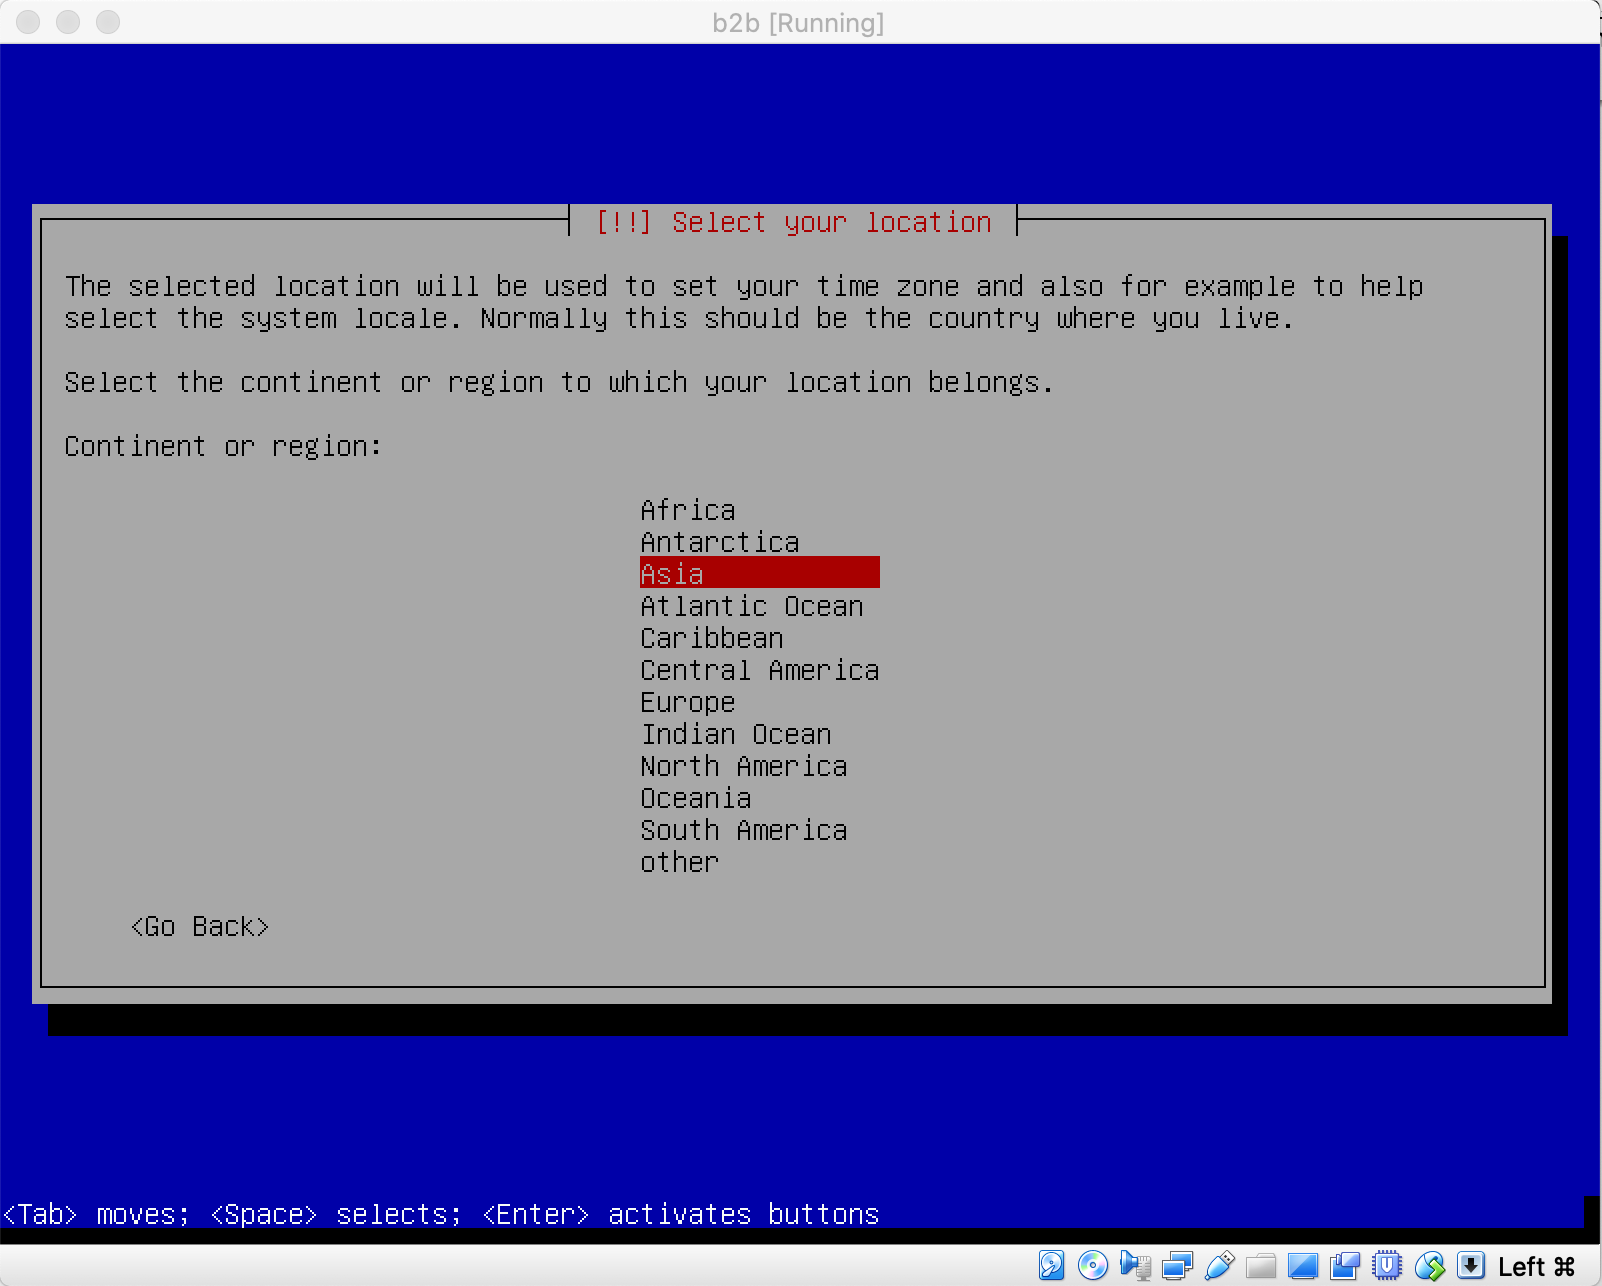 b2b [Running]
[!!] Select your location
The selected location will be used to set your time zone and also for example to help
select the system locale. Normally this should be the country where you live.
Select the continent or region to which your location belongs.
Continent or region:
Africa
Antarctica
Asia
Atlantic Ocean
Caribbean
Central America
Europe
Indian Ocean
North America
Oceania
South America
other
<Go Back>
<Tab> moves; <Space> selects; <Enter> activates buttons
Left ⌘